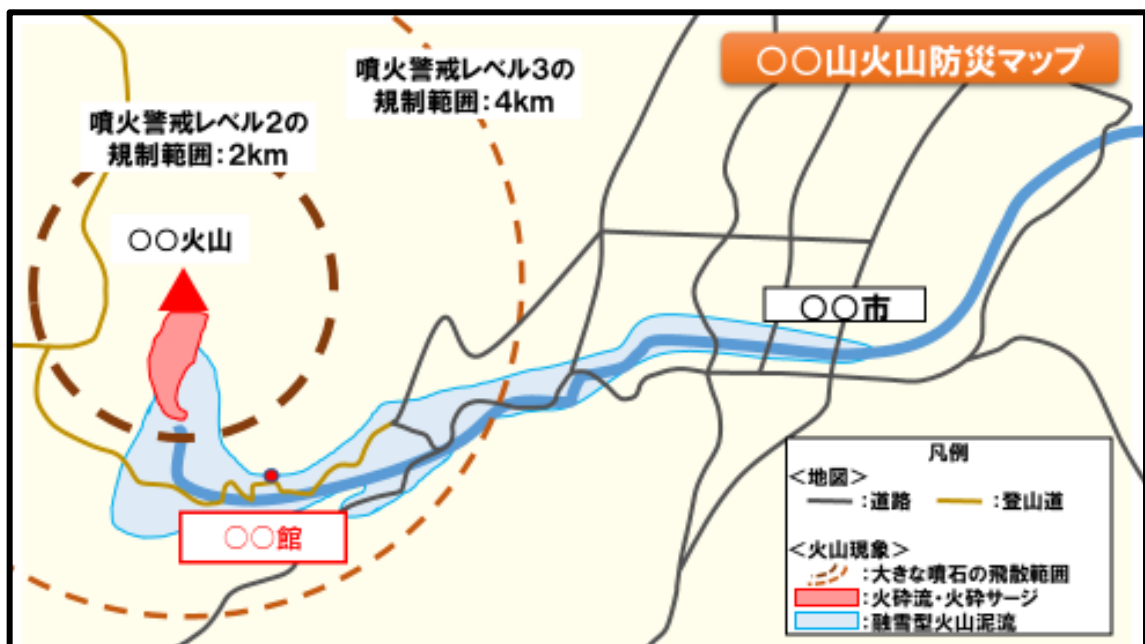 ○○山火山防災マップ
噴火警戒レベル3の
規制範囲:4km
噴火警戒レベル2の
規制範囲:2km
○○火山
○○市
○○館
凡例
<地図>
:道路 :登山道
<火山現象>
:大きな噴石の飛散範囲
:火砕流・火砕サージ
:融雪型火山泥流